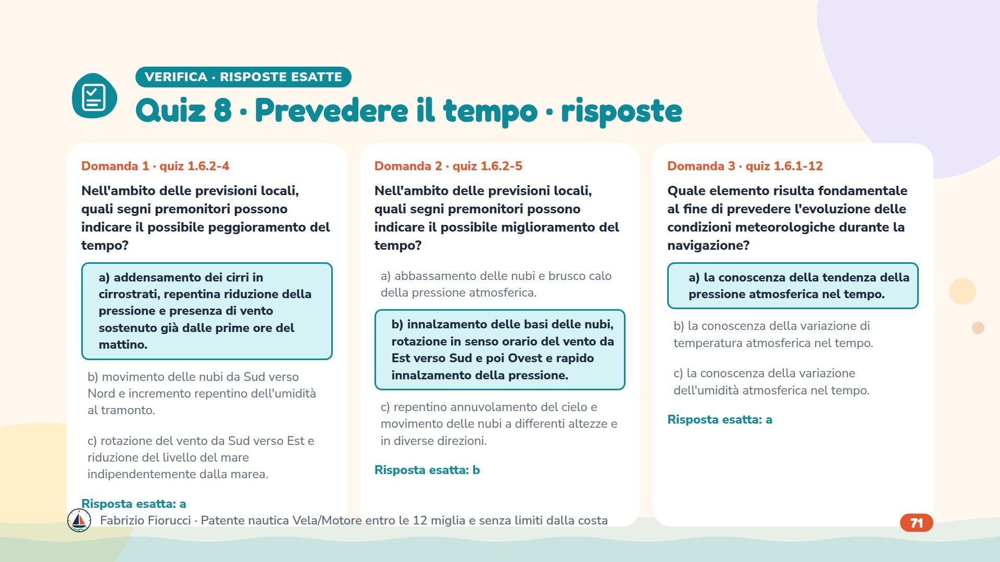 VERIFICA · RISPOSTE ESATTE
Quiz 8 · Prevedere il tempo · risposte
Domanda 1 · quiz 1.6.2-4
Nell'ambito delle previsioni locali,
quali segni premonitori possono
indicare il possibile peggioramento del
tempo?
a) addensamento dei cirri in
cirrostrati, repentina riduzione della
pressione e presenza di vento
sostenuto già dalle prime ore del
mattino.
b) movimento delle nubi da Sud verso
Nord e incremento repentino dell'umidità
al tramonto.
c) rotazione del vento da Sud verso Est e
riduzione del livello del mare
indipendentemente dalla marea.
Risposta esatta: a
Domanda 2 · quiz 1.6.2-5
Nell'ambito delle previsioni locali,
quali segni premonitori possono
indicare il possibile miglioramento del
tempo?
a) abbassamento delle nubi e brusco calo
della pressione atmosferica.
b) innalzamento delle basi delle nubi,
rotazione in senso orario del vento da
Est verso Sud e poi Ovest e rapido
innalzamento della pressione.
c) repentino annuvolamento del cielo e
movimento delle nubi a differenti altezze e
in diverse direzioni.
Risposta esatta: b
Domanda 3 · quiz 1.6.1-12
Quale elemento risulta fondamentale
al fine di prevedere l'evoluzione delle
condizioni meteorologiche durante la
navigazione?
a) la conoscenza della tendenza della
pressione atmosferica nel tempo.
b) la conoscenza della variazione di
temperatura atmosferica nel tempo.
c) la conoscenza della variazione
dell'umidità atmosferica nel tempo.
Risposta esatta: a
Fabrizio Fiorucci · Patente nautica Vela/Motore entro le 12 miglia e senza limiti dalla costa
71